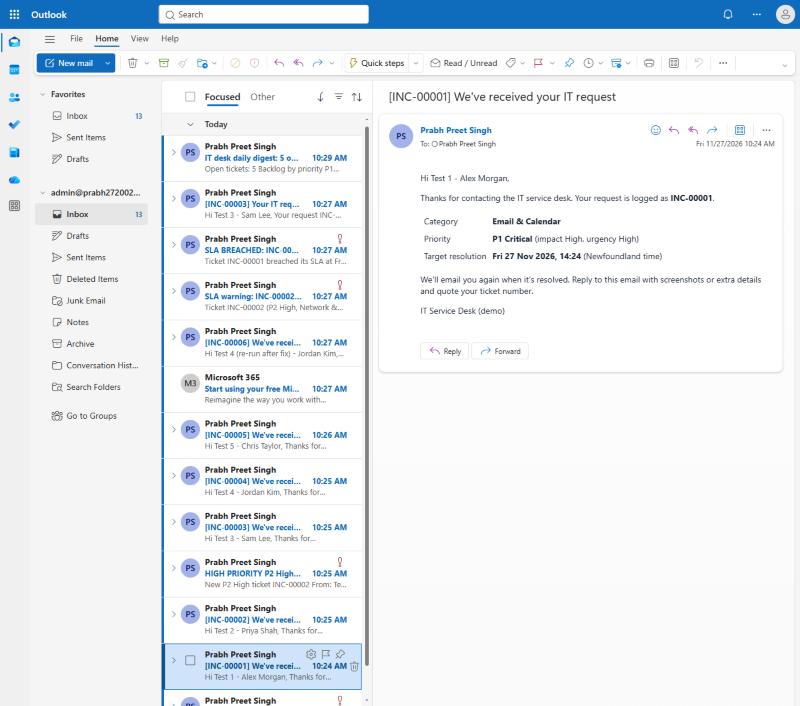 Outlook
Search
File Home View Help
New mail
Quick steps
Read / Unread
Favorites
Inbox 13
Sent Items
Drafts
admin@prabh272002...
Inbox 13
Drafts
Sent Items
Deleted Items
Junk Email
Notes
Archive
Conversation Hist...
Search Folders
Go to Groups
Focused Other
Today
PS
Prabh Preet Singh
IT desk daily digest: 5 o... 10:29 AM
Open tickets: 5 Backlog by priority P1...
PS
Prabh Preet Singh
[INC-00003] Your IT req... 10:27 AM
Hi Test 3 - Sam Lee, Your request INC-...
PS
Prabh Preet Singh
SLA BREACHED: INC-00... 10:27 AM
Ticket INC-00001 breached its SLA at Fr...
PS
Prabh Preet Singh
SLA warning: INC-00002... 10:27 AM
Ticket INC-00002 (P2 High, Network &...
PS
Prabh Preet Singh
[INC-00006] We've recei... 10:27 AM
Hi Test 4 (re-run after fix) - Jordan Kim,...
M3
Microsoft 365
Start using your free Mi... 10:27 AM
Reimagine the way you work with...
PS
Prabh Preet Singh
[INC-00005] We've recei... 10:26 AM
Hi Test 5 - Chris Taylor, Thanks for...
PS
Prabh Preet Singh
[INC-00004] We've recei... 10:25 AM
Hi Test 4 - Jordan Kim, Thanks for...
PS
Prabh Preet Singh
[INC-00003] We've recei... 10:25 AM
Hi Test 3 - Sam Lee, Thanks for...
PS
Prabh Preet Singh
HIGH PRIORITY P2 High... 10:25 AM
New P2 High ticket INC-00002 From: Te...
PS
Prabh Preet Singh
[INC-00002] We've recei... 10:25 AM
Hi Test 2 - Priya Shah, Thanks for...
Prabh Preet Singh
[INC-00001] We've recei... 10:24 AM
Hi Test 1 - Alex Morgan, Thanks for...
PS
Prabh Preet Singh
[INC-00001] We've received your IT request
PS
Prabh Preet Singh
To: Prabh Preet Singh
Fri 11/27/2026 10:24 AM
Hi Test 1 - Alex Morgan,
Thanks for contacting the IT service desk. Your request is logged as INC-00001.
Category Email & Calendar
Priority P1 Critical (impact High, urgency High)
Target resolution Fri 27 Nov 2026, 14:24 (Newfoundland time)
We'll email you again when it's resolved. Reply to this email with screenshots or extra details
and quote your ticket number.
IT Service Desk (demo)
Reply
Forward